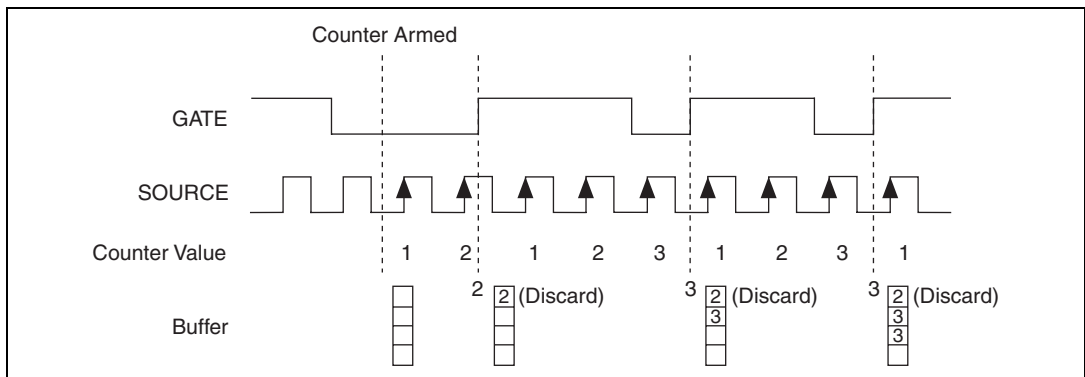 Counter Armed
GATE
SOURCE
Counter Value 1 2 1 2 3 1 2 3 1
2 3 3
Buffer
2 (Discard)
2 (Discard)
3
2 (Discard)
3
3